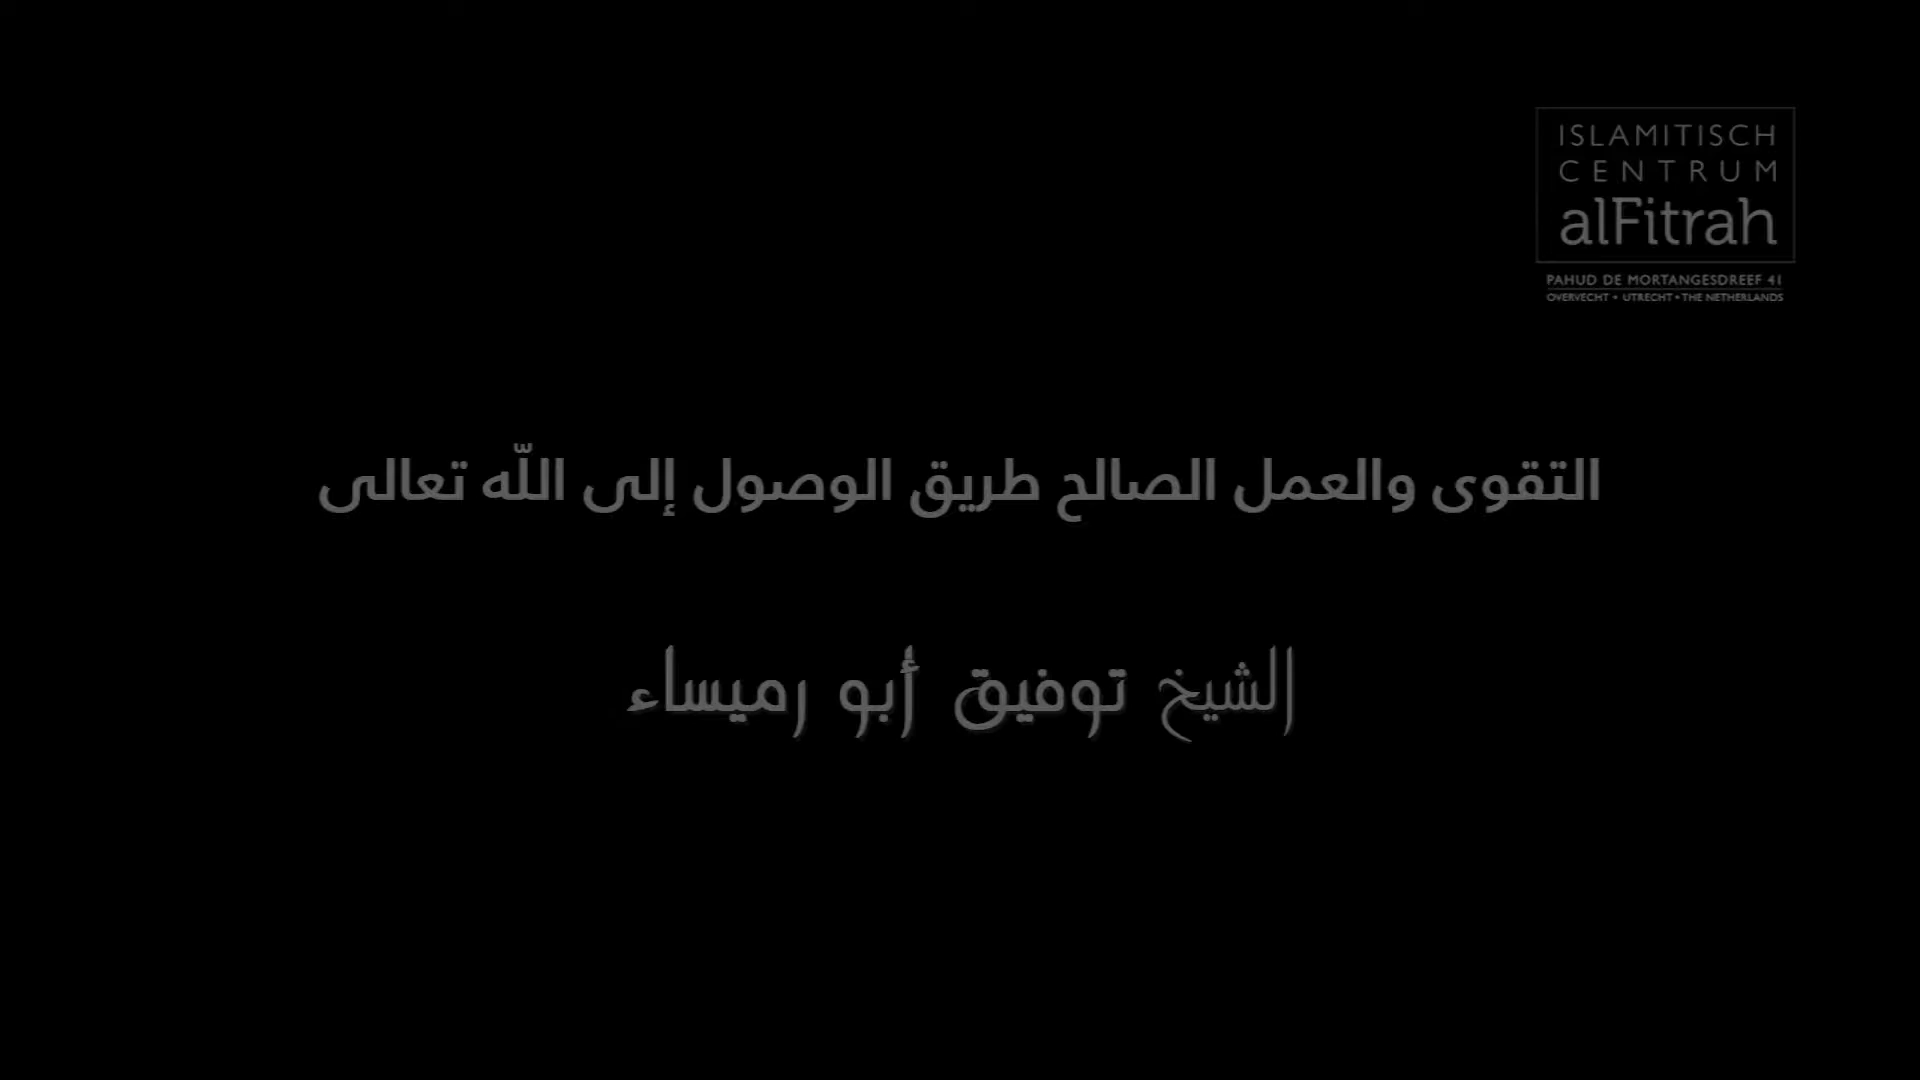 ISLAMITISCH
CENTRUM
alFitrah
PAHUD DE MORTANGESDREEF 41
OVERVECHT • UTRECHT • THE NETHERLANDS
التقوى والعمل الصالح طريق الوصول إلى الله تعالى
الشيخ توفيق أبو رميساء